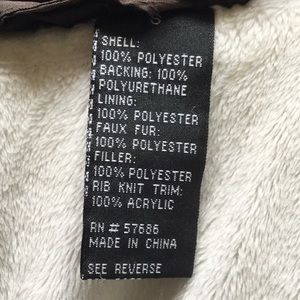 SHELL:
100% POLYESTER
BACKING: 100%
POLYURETHANE
LINING:
100% POLYESTER
FAUX FUR:
100% POLYESTER
FILLER:
100% POLYESTER
RIB KNIT TRIM:
100% ACRYLIC
RN # 57686
MADE IN CHINA
SEE REVERSE